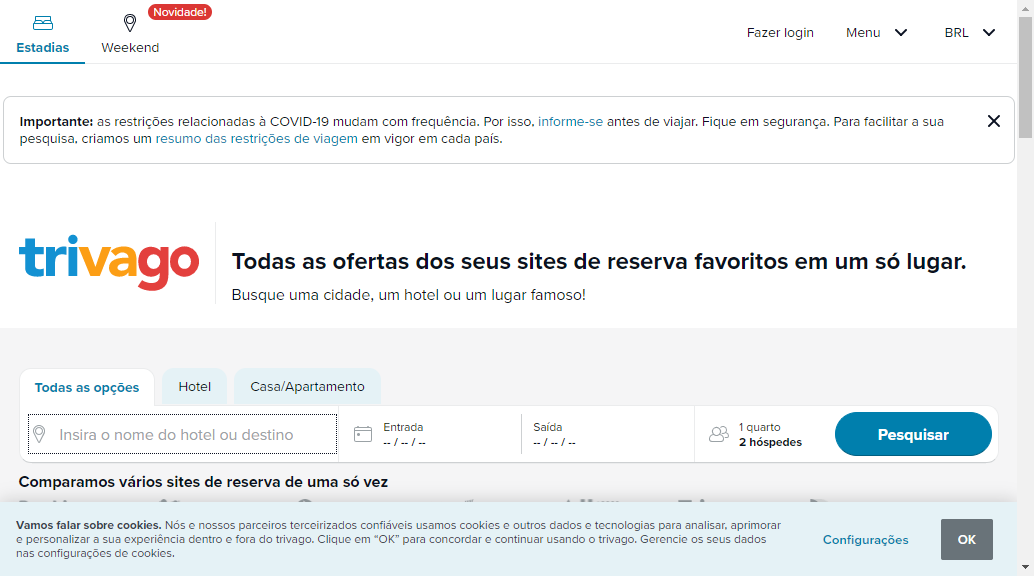 Novidade!
Estadias
Weekend
Fazer login
Menu
BRL
Importante: as restrições relacionadas à COVID-19 mudam com frequência. Por isso, informe-se antes de viajar. Fique em segurança. Para facilitar a sua
pesquisa, criamos um resumo das restrições de viagem em vigor em cada país.
trivago
Todas as ofertas dos seus sites de reserva favoritos em um só lugar.
Busque uma cidade, um hotel ou um lugar famoso!
Todas as opções
Hotel
Casa/Apartamento
Insira o nome do hotel ou destino
Entrada
-- / -- / --
Saída
-- / -- / --
1 quarto
2 hóspedes
Pesquisar
Comparamos vários sites de reserva de uma só vez
Vamos falar sobre cookies. Nós e nossos parceiros terceirizados confiáveis usamos cookies e outros dados e tecnologias para analisar, aprimorar
e personalizar a sua experiência dentro e fora do trivago. Clique em “OK” para concordar e continuar usando o trivago. Gerencie os seus dados
nas configurações de cookies.
Configurações
OK